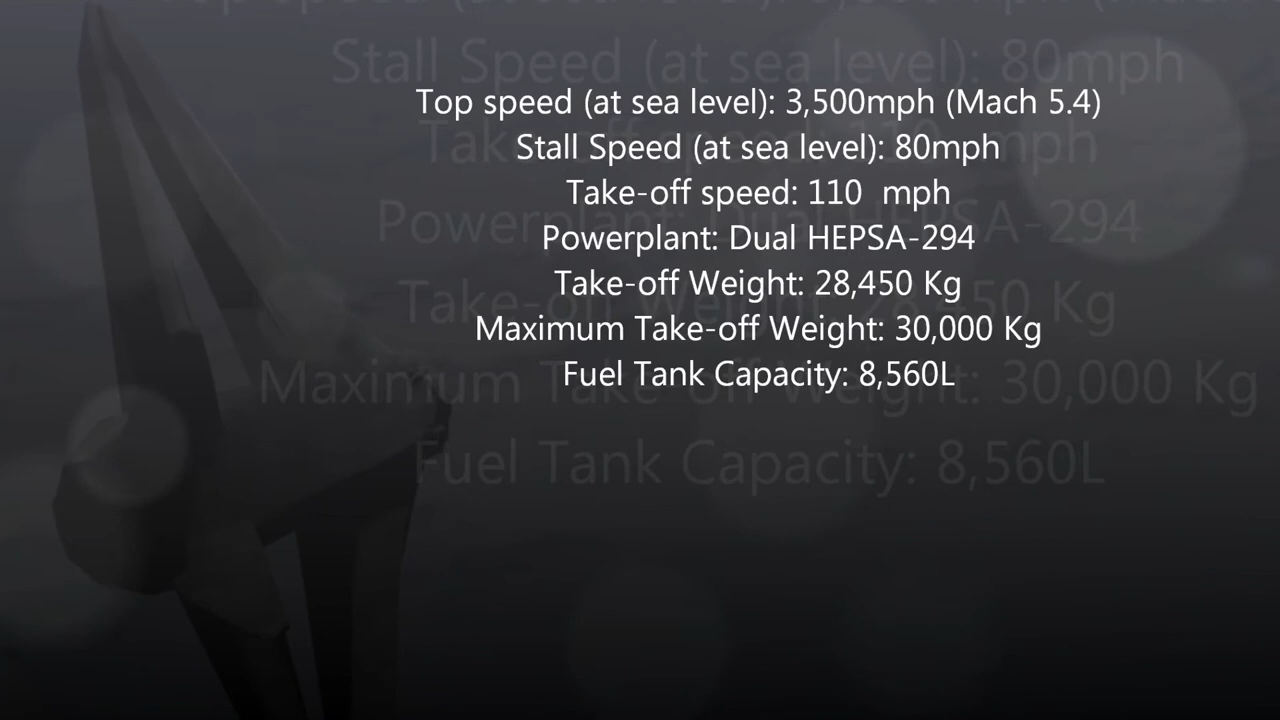 Top speed (at sea level): 3,500mph (Mach 5.4)
Stall Speed (at sea level): 80mph
Take-off speed: 110  mph
Powerplant: Dual HEPSA-294
Take-off Weight: 28,450 Kg
Maximum Take-off Weight: 30,000 Kg
Fuel Tank Capacity: 8,560L